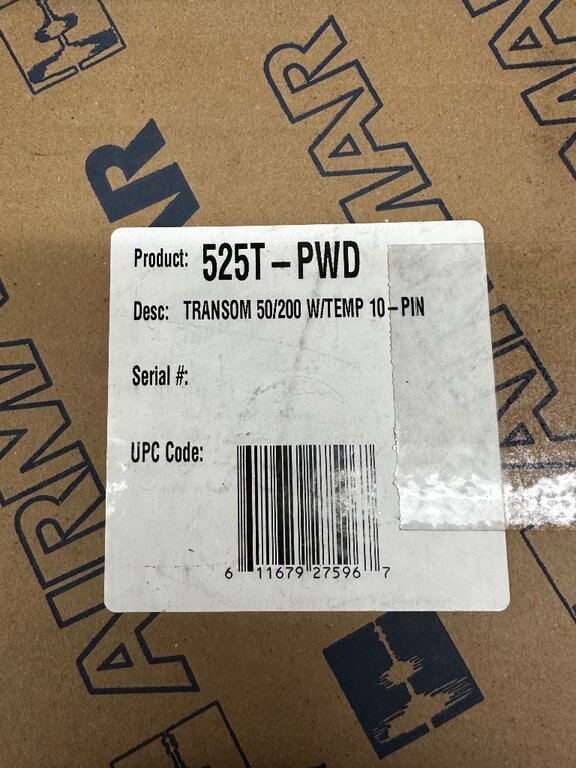 AIRMAR
AIRMAR
AIRMAR
Product: 525T-PWD
Desc: TRANSOM 50/200 W/TEMP 10-PIN
Serial #:
UPC Code:
6 11679 27596 7